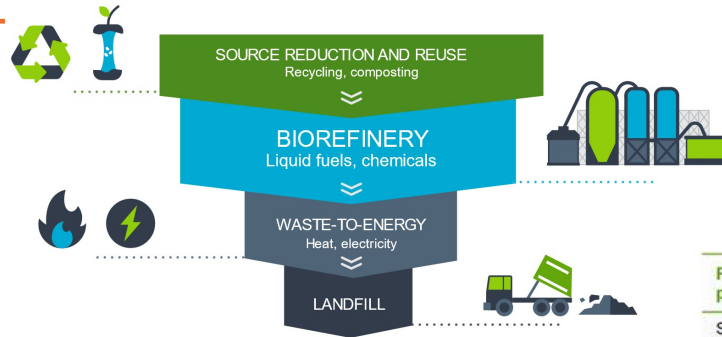 SOURCE REDUCTION AND REUSE
Recycling, composting
BIOREFINERY
Liquid fuels, chemicals
WASTE-TO-ENERGY
Heat, electricity
LANDFILL